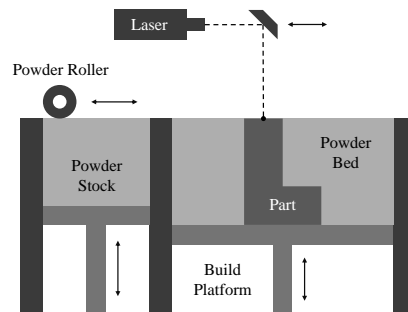 Laser
Powder Roller
Powder
Stock
Powder
Bed
Part
Build
Platform